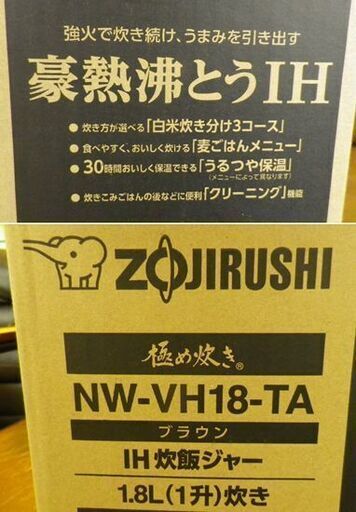 強火で炊き続け、うまみを引き出す
豪熱沸とうIH
● 炊き方が選べる「白米炊き分け3コース」
● 食べやすく、おいしく炊ける「麦ごはんメニュー」
● 30時間おいしく保温できる「うるつや保温」
(メニューによって異なります)
● 炊きこみごはんの後などに便利「クリーニング」機能
ZOJIRUSHI
極め炊き®
NW-VH18-TA
ブラウン
IH炊飯ジャー
1.8L(1升)炊き